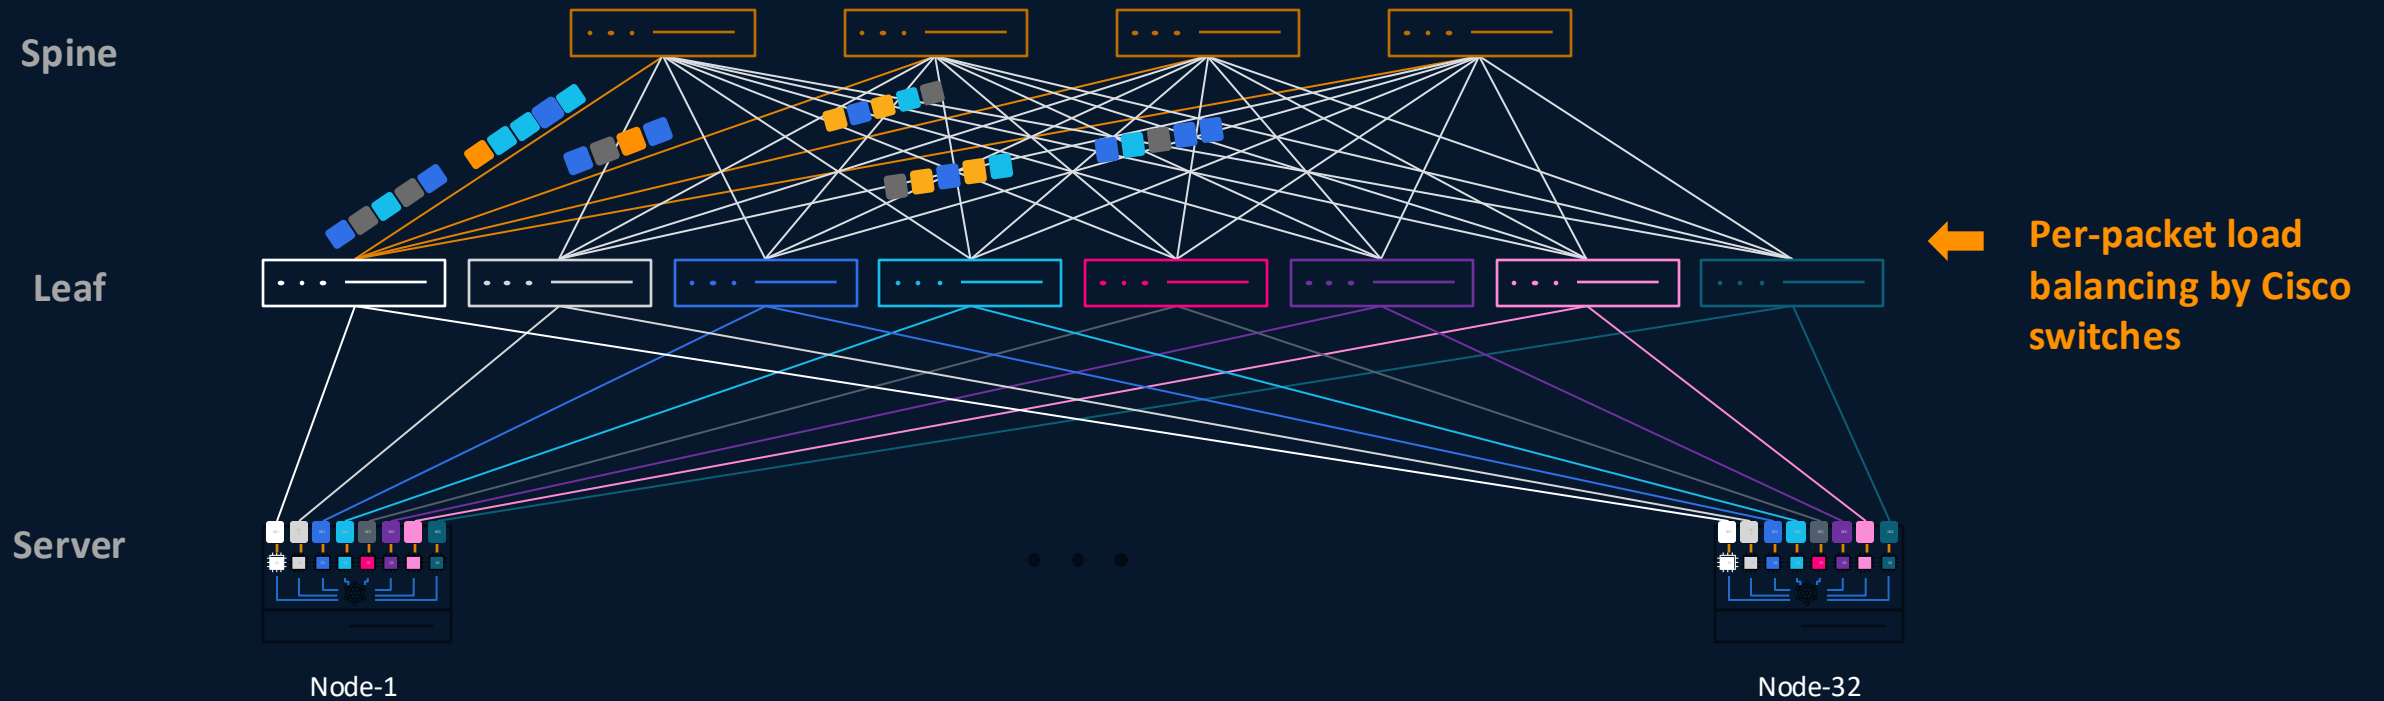 Spine
Leaf
Per-packet load
balancing by Cisco
switches
Server
Node-1
Node-32